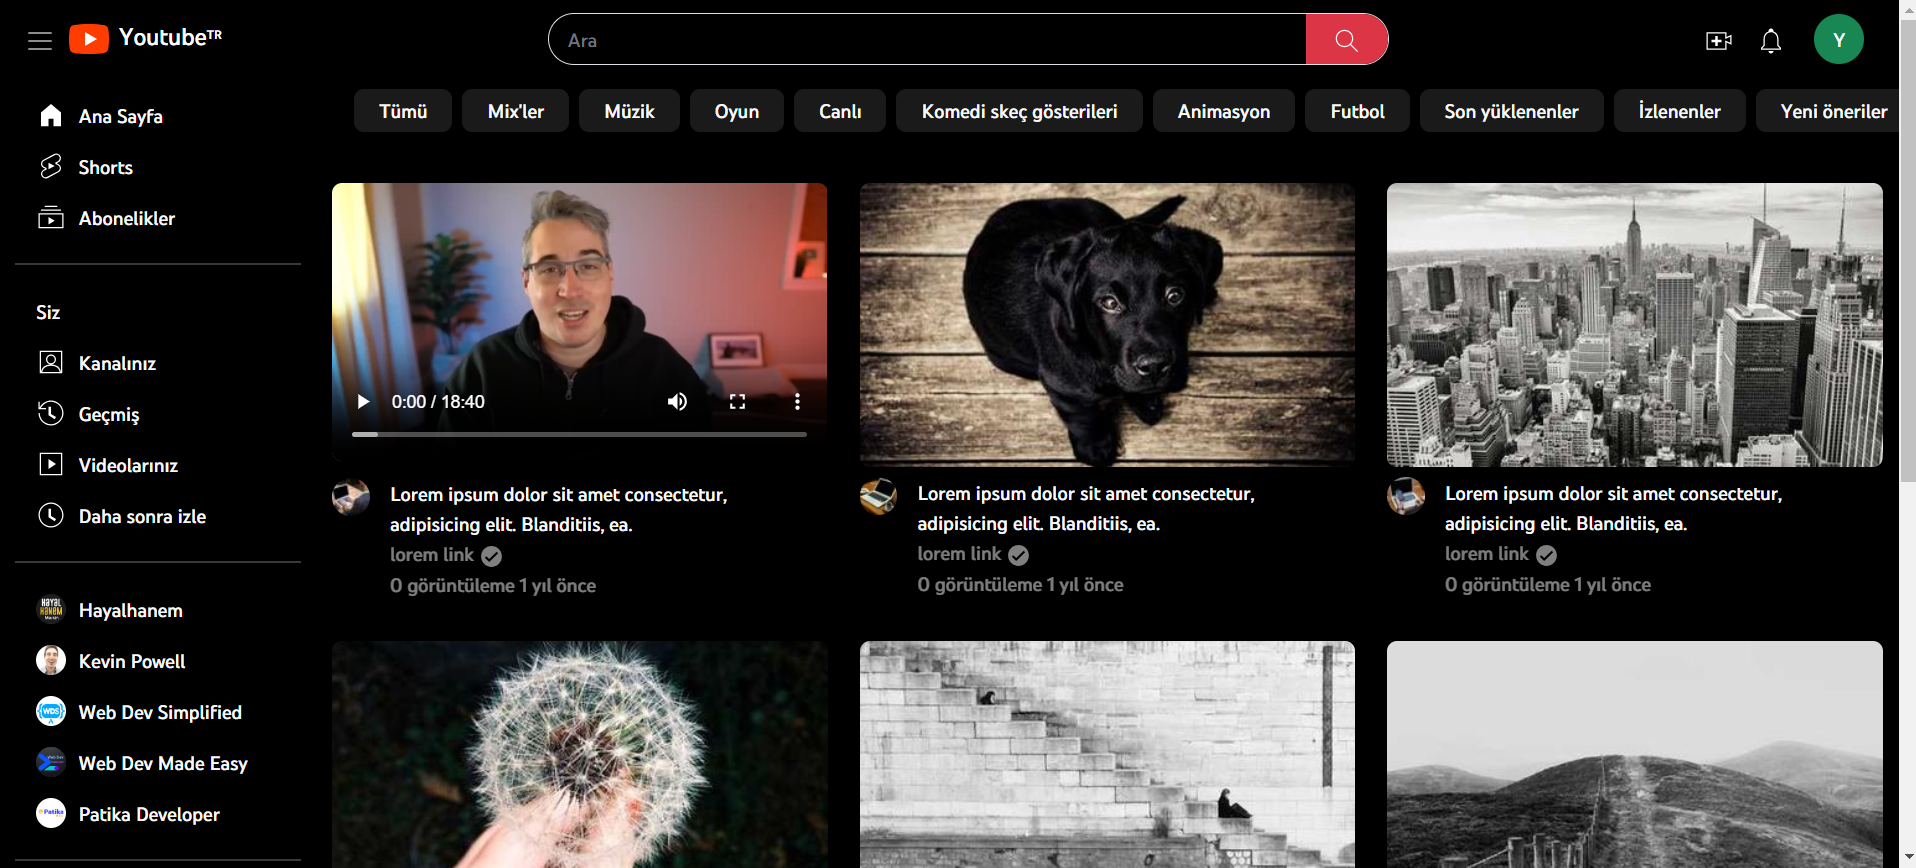 YoutubeTR
Ara
Y
Ana Sayfa
Shorts
Abonelikler
Siz
Kanalınız
Geçmiş
Videolarınız
Daha sonra izle
HAYAL
HANEM
Hayalhanem
Kevin Powell
WDS
Web Dev Simplified
Web Dev Made Easy
Patika
Patika Developer
Tümü
Mix'ler
Müzik
Oyun
Canlı
Komedi skeç gösterileri
Animasyon
Futbol
Son yüklenenler
İzlenenler
Yeni öneriler
0:00 / 18:40
Lorem ipsum dolor sit amet consectetur,
adipisicing elit. Blanditiis, ea.
lorem link
0 görüntüleme 1 yıl önce
Lorem ipsum dolor sit amet consectetur,
adipisicing elit. Blanditiis, ea.
lorem link
0 görüntüleme 1 yıl önce
Lorem ipsum dolor sit amet consectetur,
adipisicing elit. Blanditiis, ea.
lorem link
0 görüntüleme 1 yıl önce